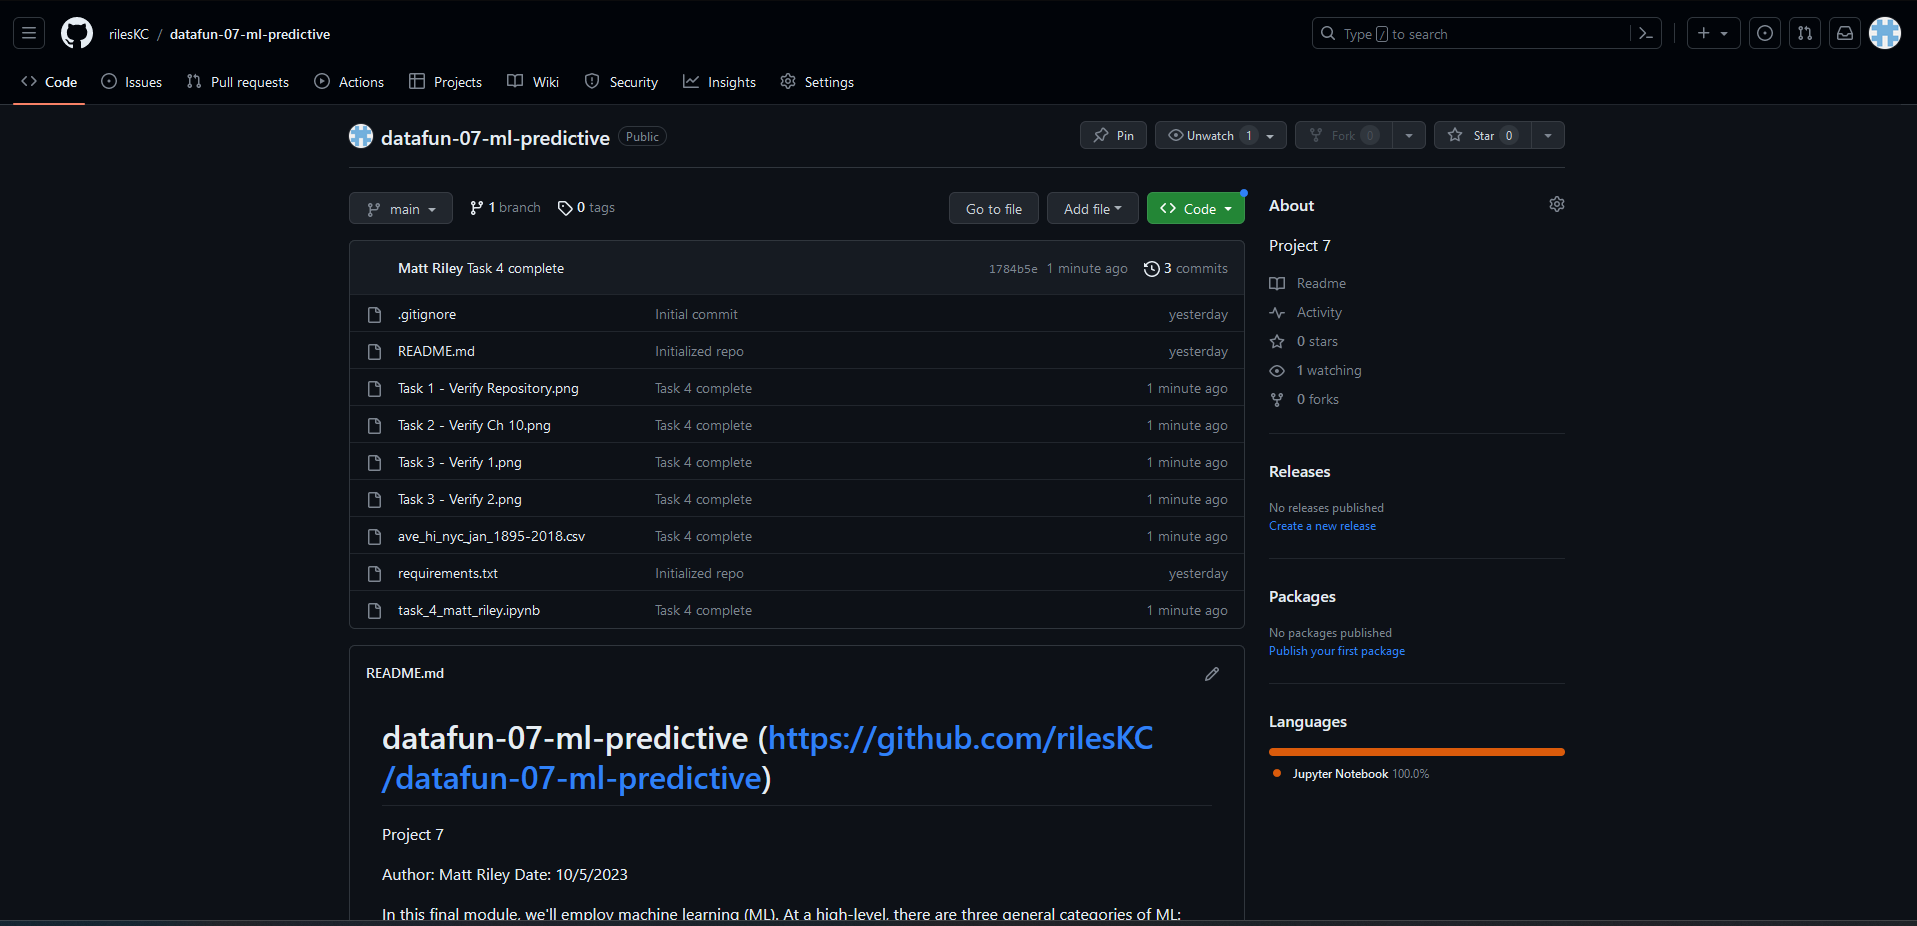 rilesKC / datafun-07-ml-predictive
Type / to search
Code
Issues
Pull requests
Actions
Projects
Wiki
Security
Insights
Settings
datafun-07-ml-predictive Public
Pin
Unwatch 1
Fork 0
Star 0
main
1 branch
0 tags
Go to file
Add file
Code
Matt Riley Task 4 complete 1784b5e 1 minute ago 3 commits
.gitignore Initial commit yesterday
README.md Initialized repo yesterday
Task 1 - Verify Repository.png Task 4 complete 1 minute ago
Task 2 - Verify Ch 10.png Task 4 complete 1 minute ago
Task 3 - Verify 1.png Task 4 complete 1 minute ago
Task 3 - Verify 2.png Task 4 complete 1 minute ago
ave_hi_nyc_jan_1895-2018.csv Task 4 complete 1 minute ago
requirements.txt Initialized repo yesterday
task_4_matt_riley.ipynb Task 4 complete 1 minute ago
README.md
datafun-07-ml-predictive (https://github.com/rilesKC
/datafun-07-ml-predictive)
Project 7
Author: Matt Riley Date: 10/5/2023
In this final module, we'll employ machine learning (ML). At a high-level, there are three general categories of ML:
About
Project 7
Readme
Activity
0 stars
1 watching
0 forks
Releases
No releases published
Create a new release
Packages
No packages published
Publish your first package
Languages
Jupyter Notebook 100.0%